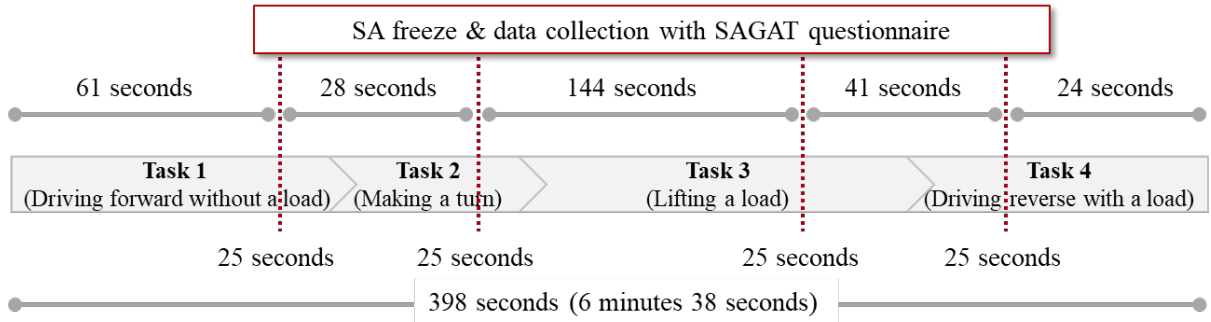 SA freeze & data collection with SAGAT questionnaire
61 seconds
28 seconds
144 seconds
41 seconds
24 seconds
Task 1
(Driving forward without a load)
Task 2
(Making a turn)
Task 3
(Lifting a load)
Task 4
(Driving reverse with a load)
25 seconds
25 seconds
25 seconds
25 seconds
398 seconds (6 minutes 38 seconds)